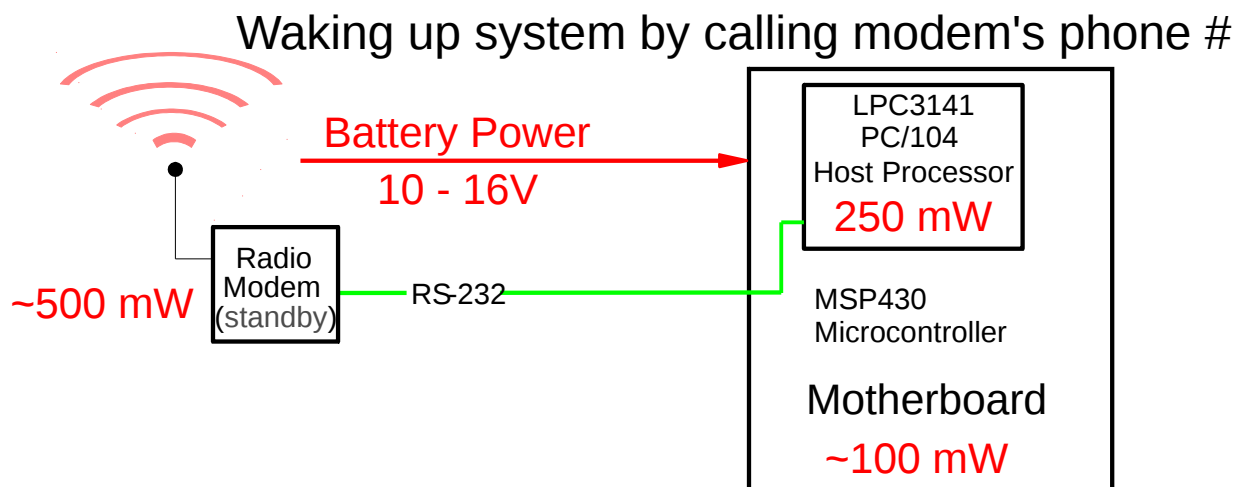 Waking up system by calling modem's phone #
Battery Power
10 - 16V
LPC3141
PC/104
Host Processor
250 mW
Radio
Modem
(standby)
~500 mW
RS-232
MSP430
Microcontroller
Motherboard
~100 mW